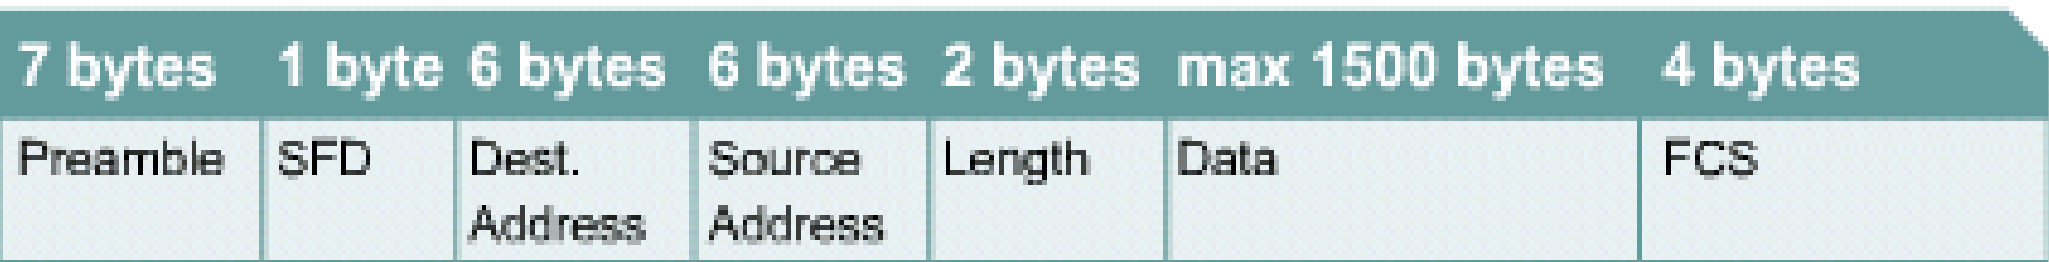 7 bytes 1 byte 6 bytes 6 bytes 2 bytes max 1500 bytes 4 bytes
Preamble SFD Dest. Source Length Data FCS
Address Address